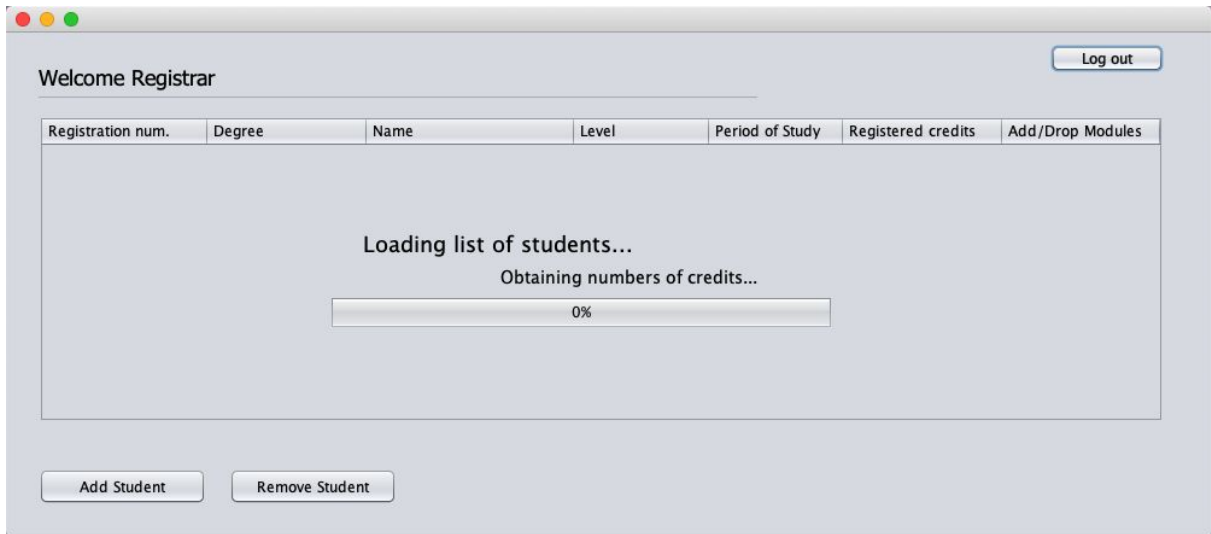 Log out
Welcome Registrar
Registration num. Degree Name Level Period of Study Registered credits Add/Drop Modules
Loading list of students...
Obtaining numbers of credits...
0%
Add Student Remove Student